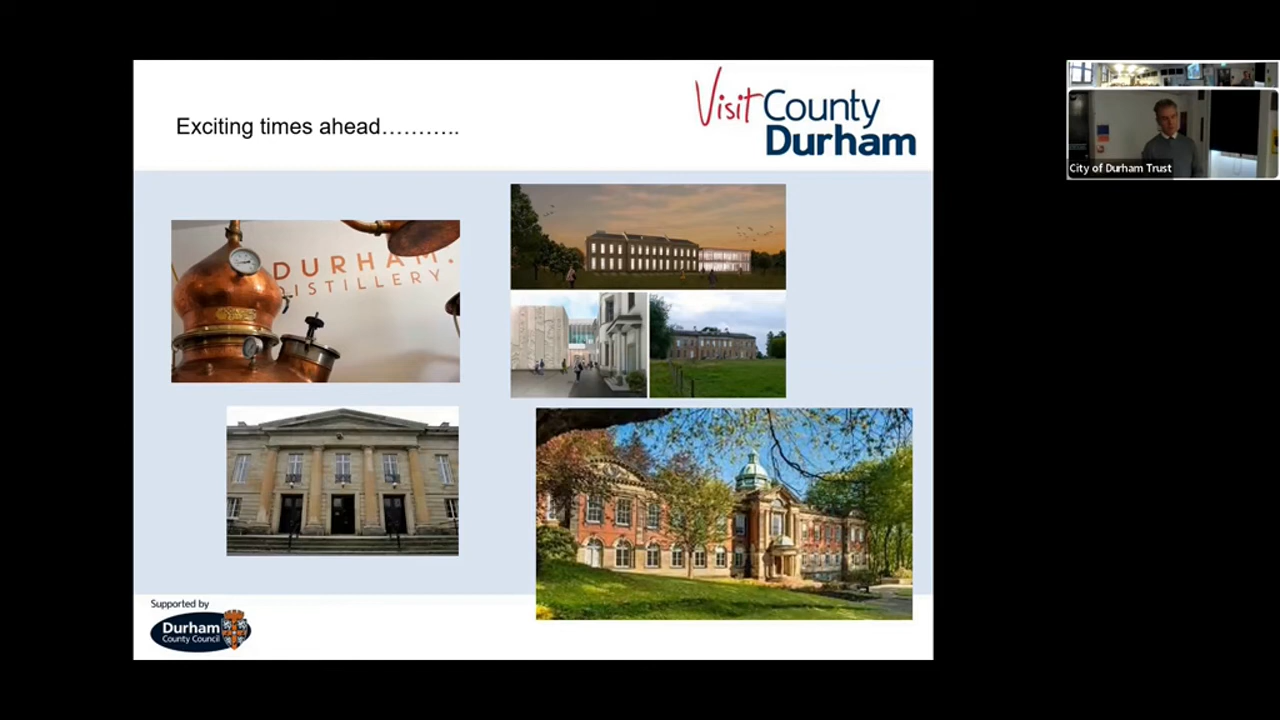 Exciting times ahead………..
Visit County
Durham
DURHAM.
DISTILLERY
Supported by
Durham
County Council
City of Durham Trust